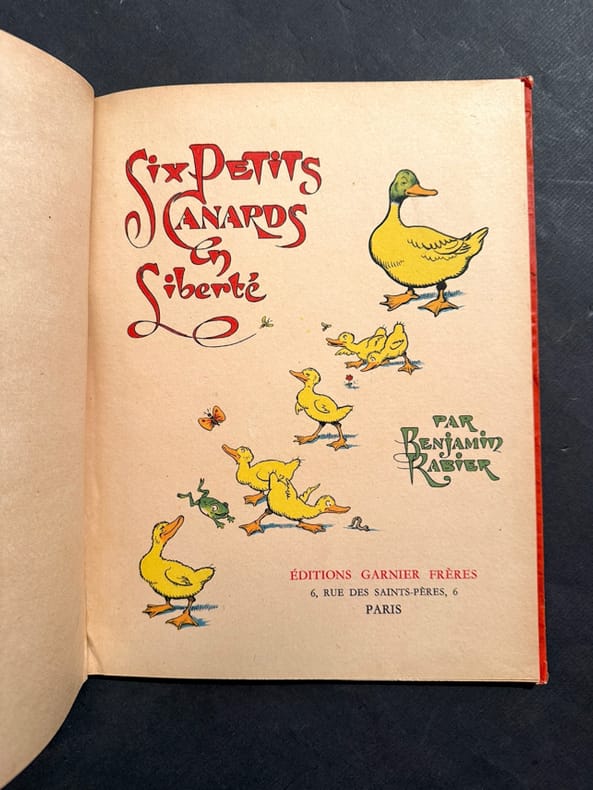 Six Petits
Canards
en
Liberté
PAR
Benjamin
Rabier
ÉDITIONS GARNIER FRÈRES
6, RUE DES SAINTS-PÈRES, 6
PARIS